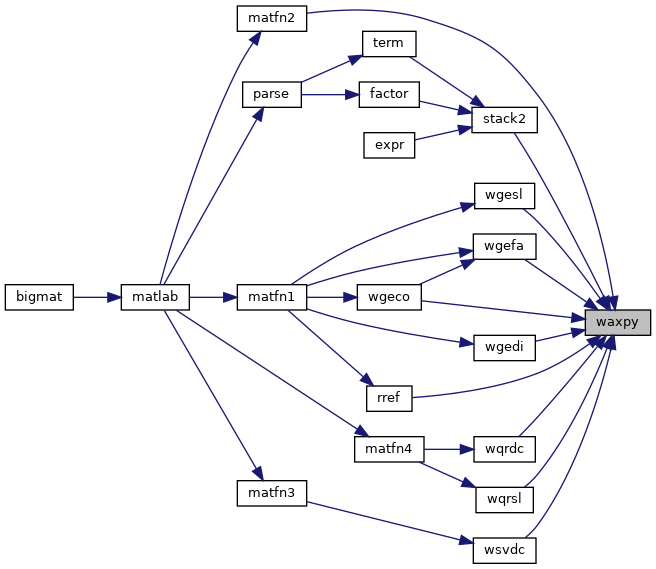 matfn2
term
parse
factor
stack2
expr
wgesl
wgefa
bigmat
matlab
matfn1
wgeco
waxpy
wgedi
rref
matfn4
wqrdc
matfn3
wqrsl
wsvdc